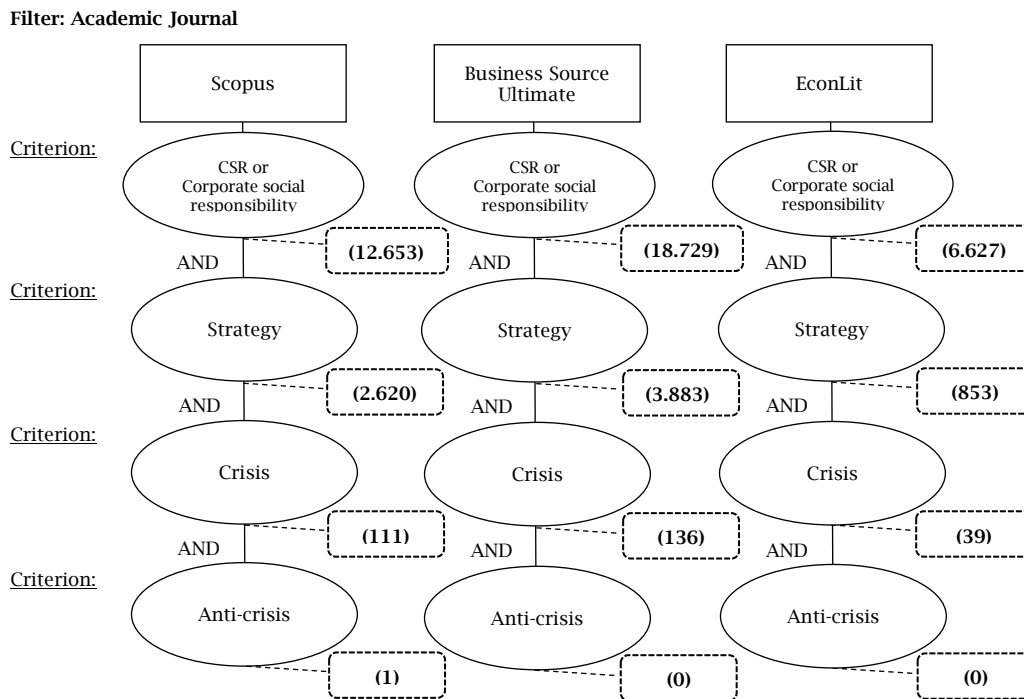 Filter: Academic Journal
Scopus
Business Source
Ultimate
EconLit
Criterion:
CSR or
Corporate social
responsibility
CSR or
Corporate social
responsibility
CSR or
Corporate social
responsibility
(12.653)
(18.729)
(6.627)
AND
AND
AND
Criterion:
Strategy
Strategy
Strategy
(2.620)
(3.883)
(853)
AND
AND
AND
Criterion:
Crisis
Crisis
Crisis
(111)
(136)
(39)
AND
AND
AND
Criterion:
Anti-crisis
Anti-crisis
Anti-crisis
(1)
(0)
(0)